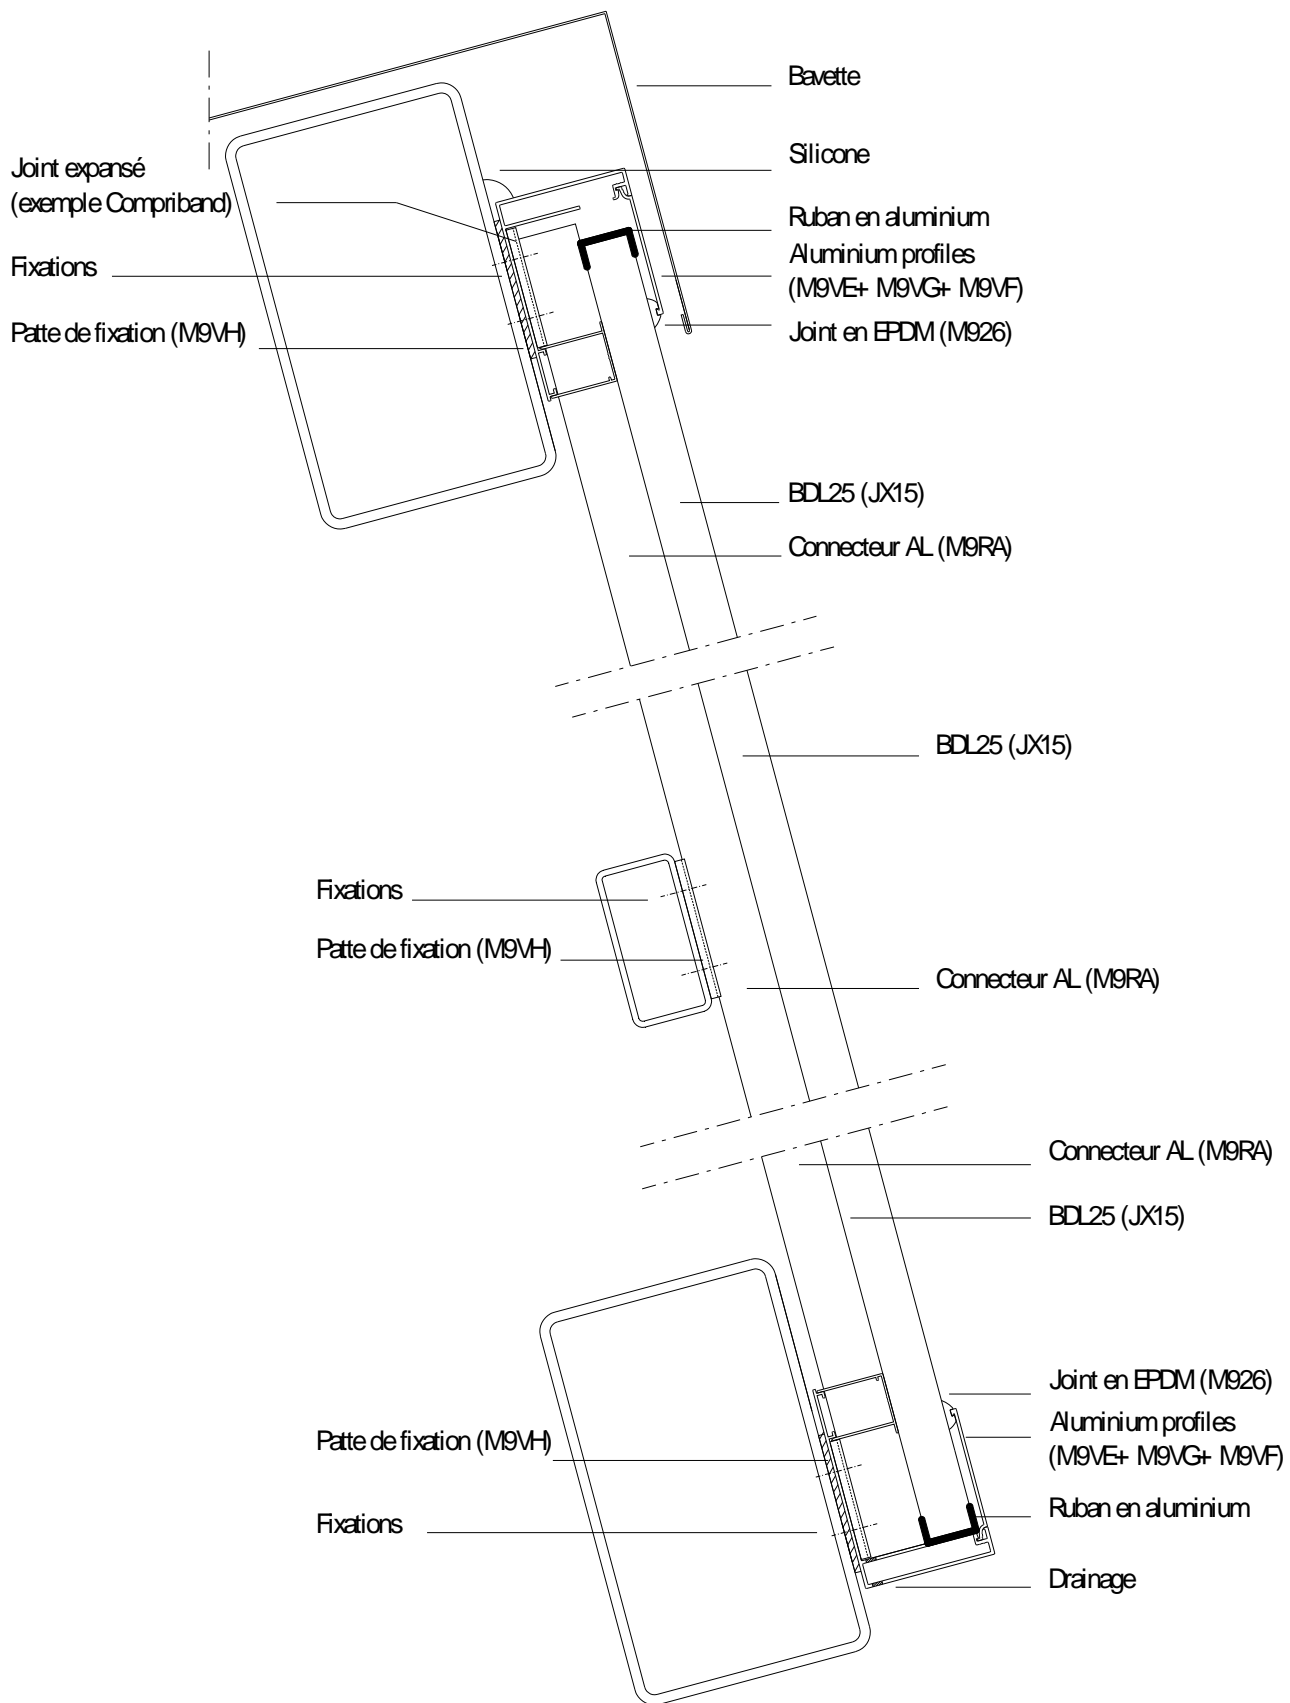 Bavette
Silicone
Joint expansé
(exemple Compriband)
Ruban en aluminium
Aluminium profiles
(M9VE+ M9VG+ M9VF)
Fixations
Patte de fixation (M9VH)
Joint en EPDM (M926)
BDL25 (JX15)
Connecteur AL (M9RA)
BDL25 (JX15)
Fixations
Patte de fixation (M9VH)
Connecteur AL (M9RA)
Connecteur AL (M9RA)
BDL25 (JX15)
Joint en EPDM (M926)
Aluminium profiles
(M9VE+ M9VG+ M9VF)
Patte de fixation (M9VH)
Ruban en aluminium
Fixations
Drainage